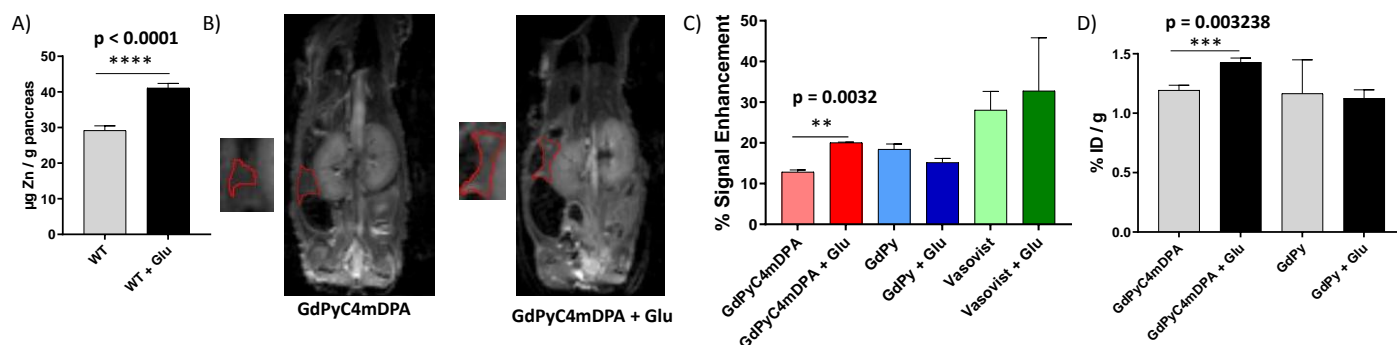 A)
p < 0.0001
****
50
40
30
20
10
0
µg Zn / g pancreas
WT
WT + Glu
B)
GdPyC4mDPA
GdPyC4mDPA + Glu
C)
50
40
30
20
10
0
% Signal Enhancement
p = 0.0032
**
GdPyC4mDPA
GdPyC4mDPA + Glu
GdPy
GdPy + Glu
Vasovist
Vasovist + Glu
D)
p = 0.003238
***
1.5
1.0
0.5
0.0
% ID / g
GdPyC4mDPA
GdPyC4mDPA + Glu
GdPy
GdPy + Glu